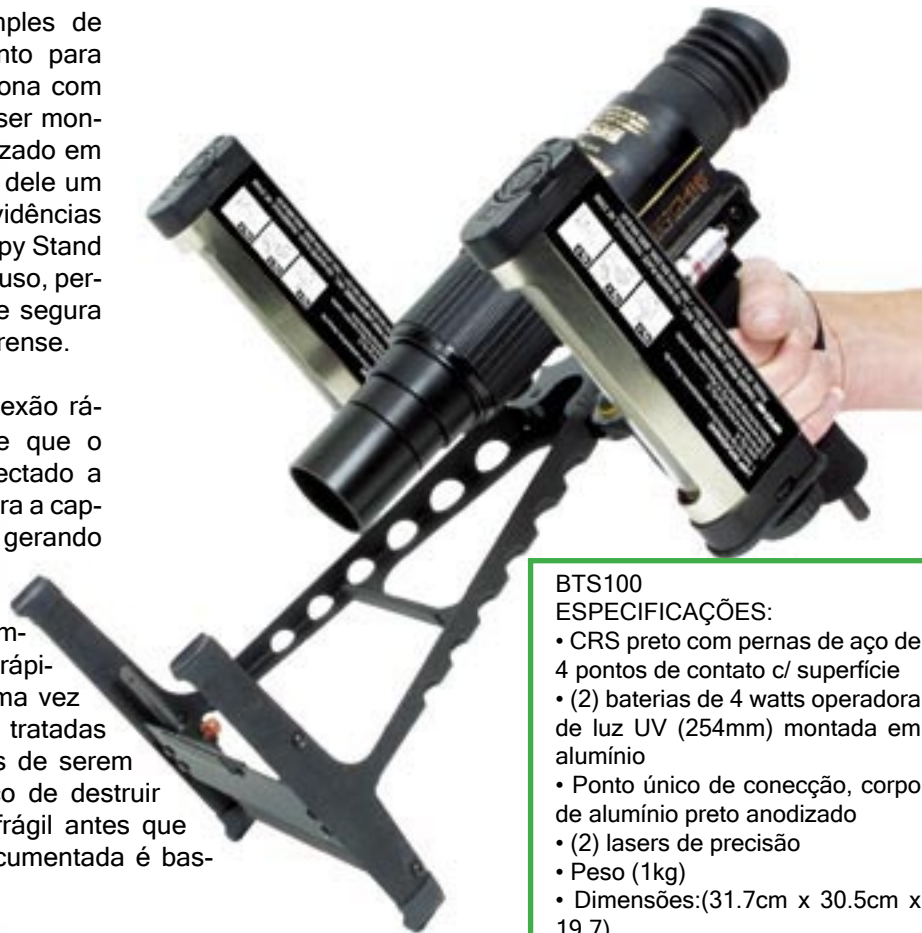 mples de
nto para
ona com
ser mon-
zado em
dele um
vidências
py Stand
uso, per-
e segura
rense.
exão rá-
e que o
ectado a
ra a cap-
gerando
m-
rápi-
ma vez
tratadas
s de serem
co de destruir
frágil antes que
cumentada é bas-
BTS100
ESPECIFICAÇÕES:
• CRS preto com pernas de aço de
4 pontos de contato c/ superfície
• (2) baterias de 4 watts operadora
de luz UV (254mm) montada em
alumínio
• Ponto único de conecção, corpo
de alumínio preto anodizado
• (2) lasers de precisão
• Peso (1kg)
• Dimensões:(31.7cm x 30.5cm x
19.7)